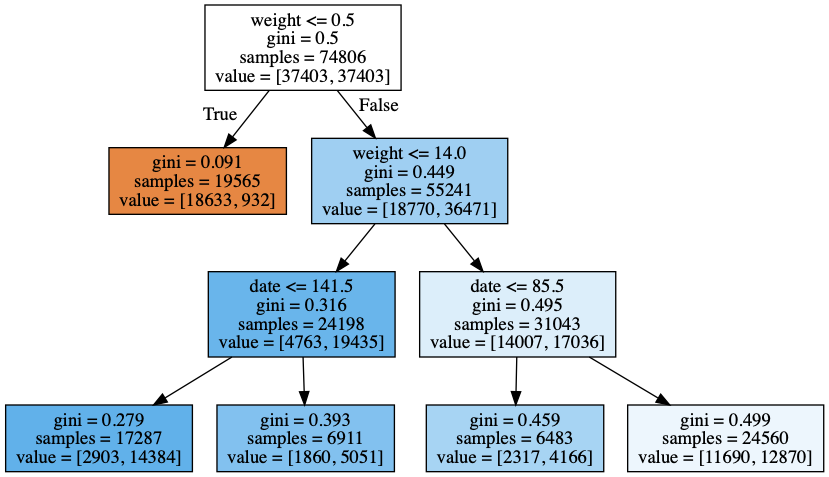 weight <= 0.5
gini = 0.5
samples = 74806
value = [37403, 37403]
True
False
gini = 0.091
samples = 19565
value = [18633, 932]
weight <= 14.0
gini = 0.449
samples = 55241
value = [18770, 36471]
date <= 141.5
gini = 0.316
samples = 24198
value = [4763, 19435]
date <= 85.5
gini = 0.495
samples = 31043
value = [14007, 17036]
gini = 0.279
samples = 17287
value = [2903, 14384]
gini = 0.393
samples = 6911
value = [1860, 5051]
gini = 0.459
samples = 6483
value = [2317, 4166]
gini = 0.499
samples = 24560
value = [11690, 12870]